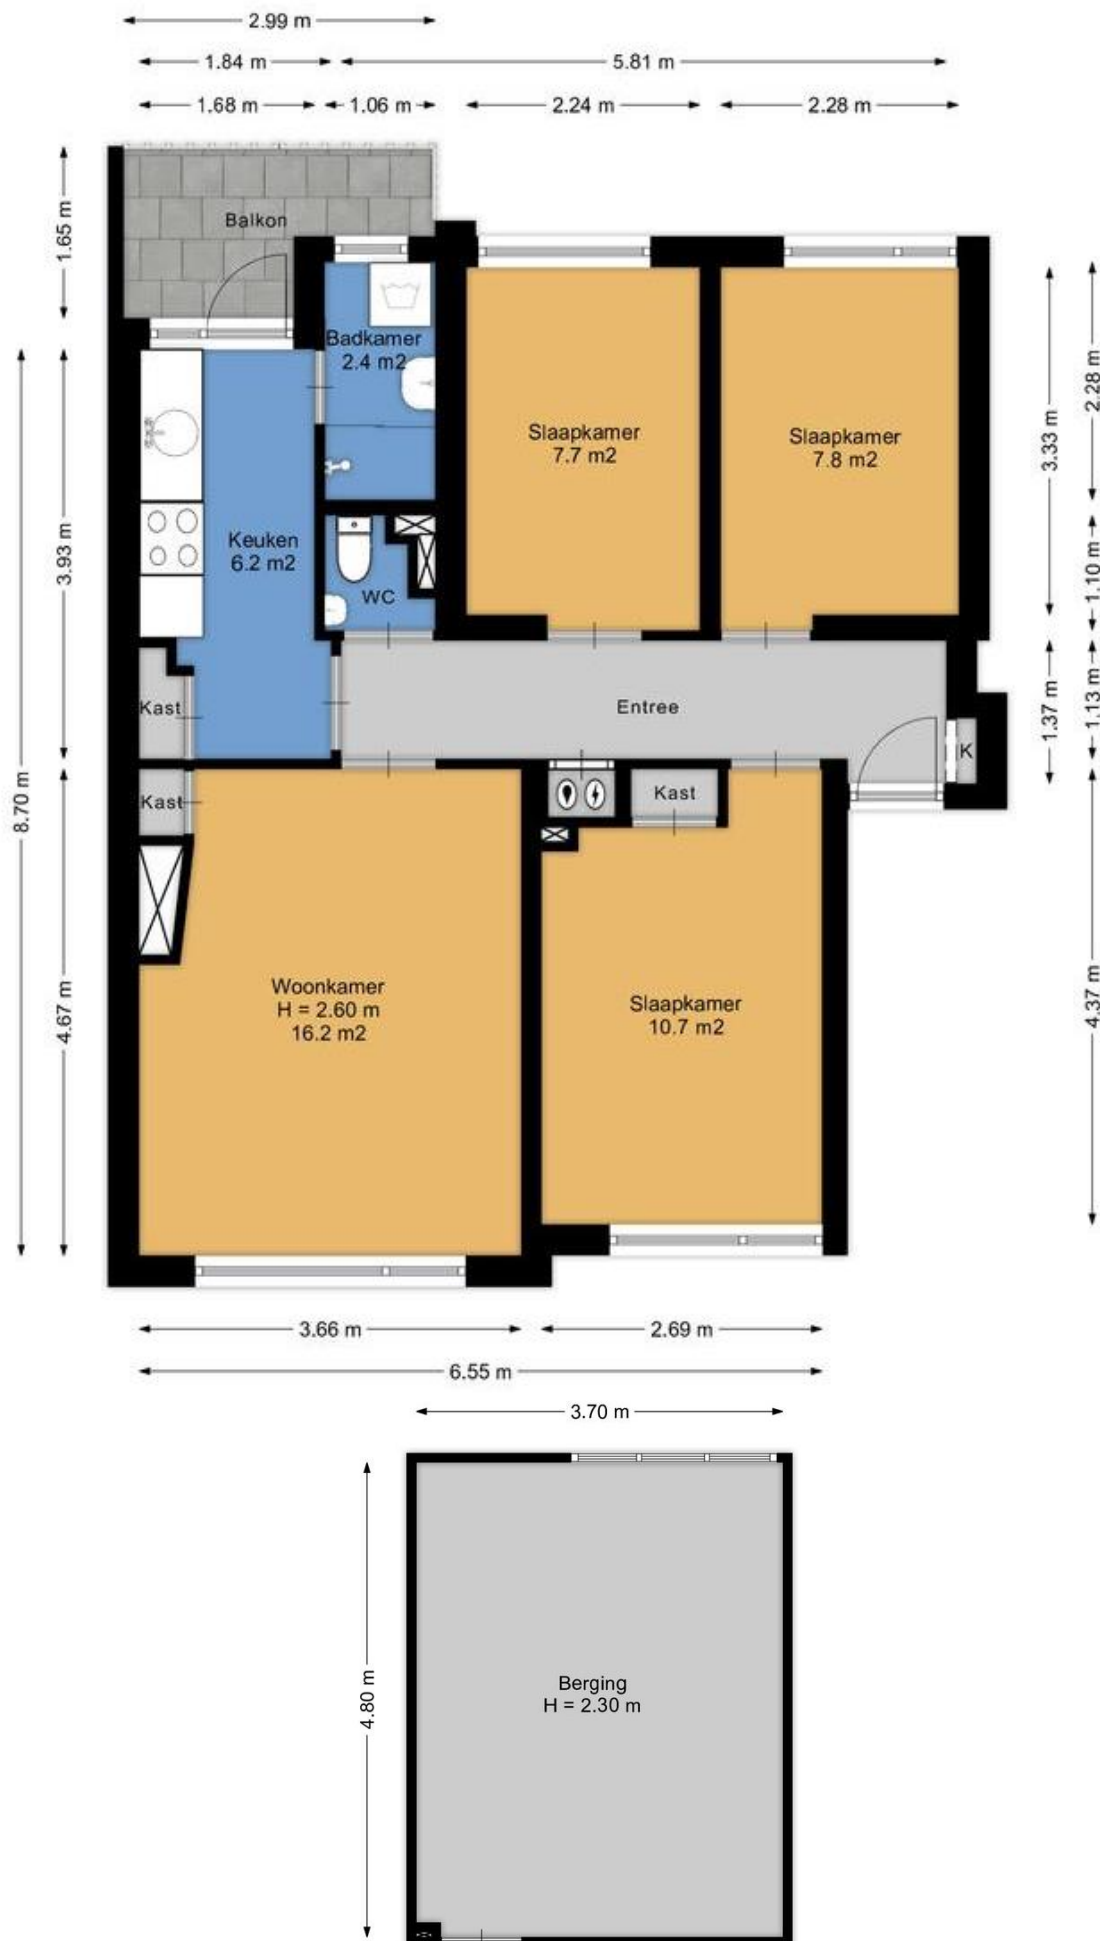 2.99 m
1.84 m
5.81 m
1.68 m
1.06 m
2.24 m
2.28 m
1.65 m
Balkon
Badkamer
2.4 m2
Slaapkamer
7.7 m2
Slaapkamer
7.8 m2
3.33 m
2.28 m
3.93 m
Keuken
6.2 m2
WC
1.10 m
Kast
Entree
1.37 m
1.13 m
K
8.70 m
Kast
Kast
4.67 m
Woonkamer
H = 2.60 m
16.2 m2
Slaapkamer
10.7 m2
4.37 m
3.66 m
2.69 m
6.55 m
3.70 m
4.80 m
Berging
H = 2.30 m